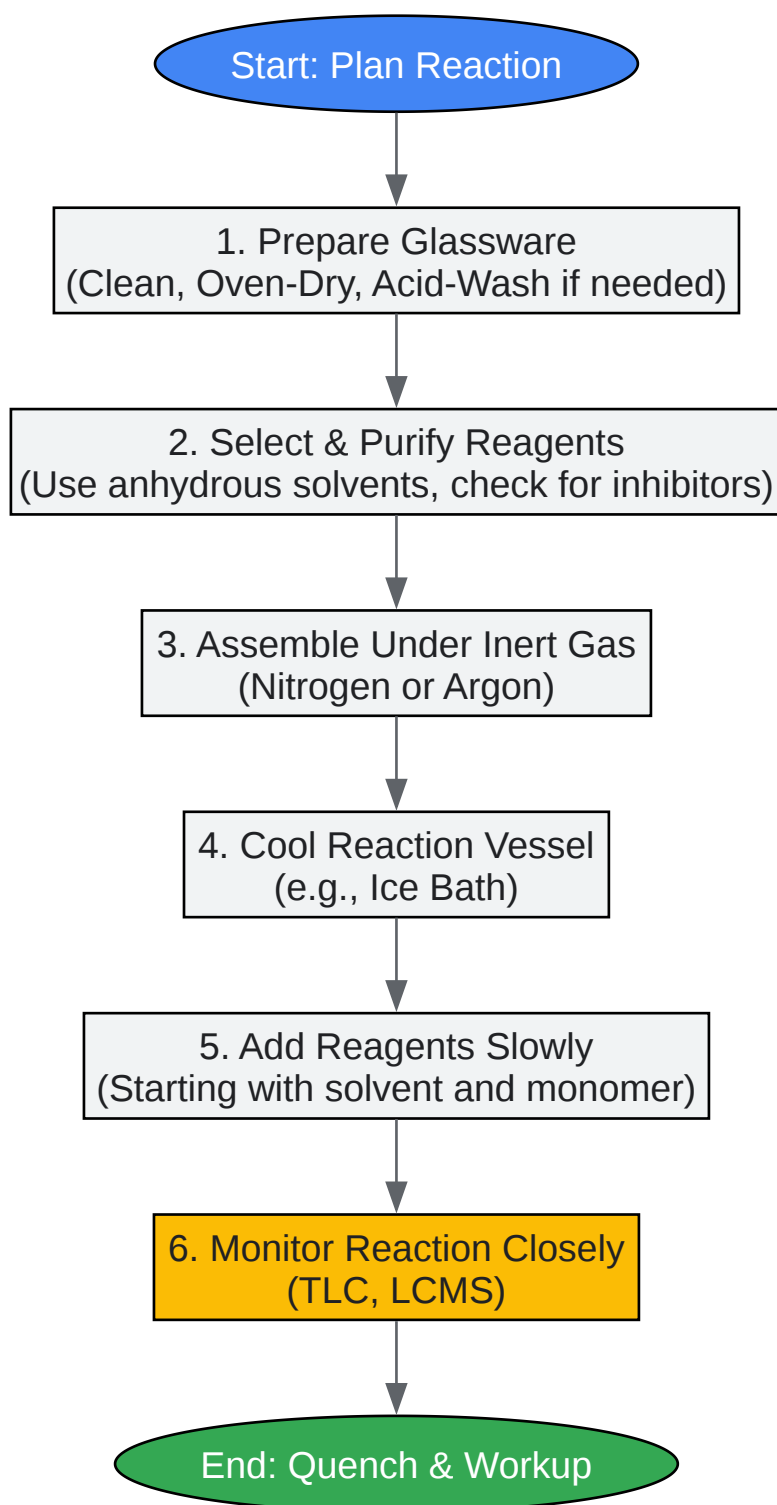 Start: Plan Reaction
1. Prepare Glassware
(Clean, Oven-Dry, Acid-Wash if needed)
2. Select & Purify Reagents
(Use anhydrous solvents, check for inhibitors)
3. Assemble Under Inert Gas
(Nitrogen or Argon)
4. Cool Reaction Vessel
(e.g., Ice Bath)
5. Add Reagents Slowly
(Starting with solvent and monomer)
6. Monitor Reaction Closely
(TLC, LCMS)
End: Quench & Workup